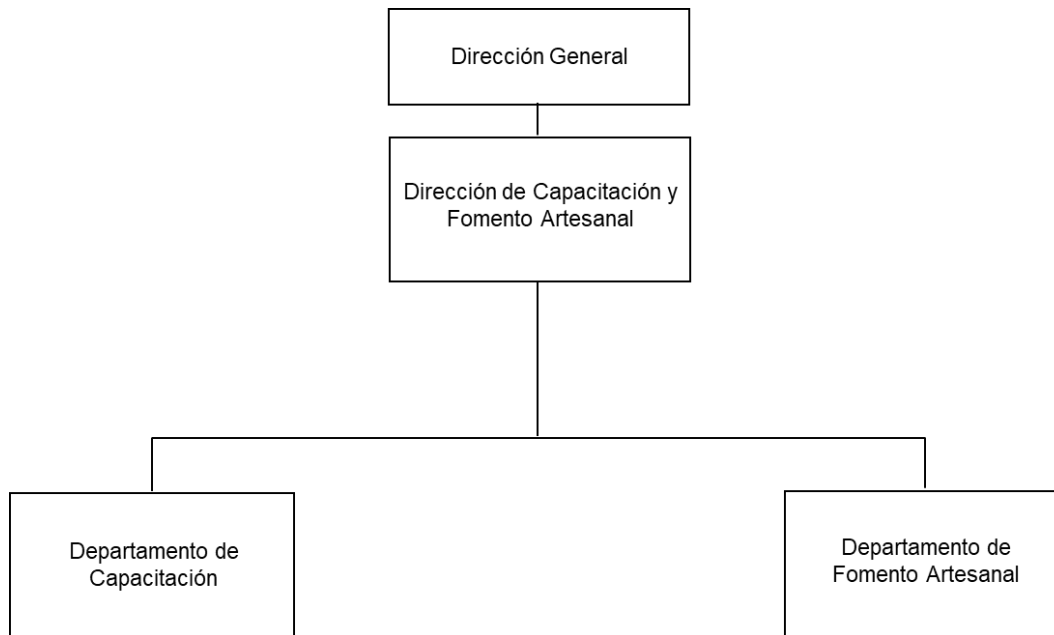 Dirección General
Dirección de Capacitación y
Fomento Artesanal
Departamento de
Capacitación
Departamento de
Fomento Artesanal